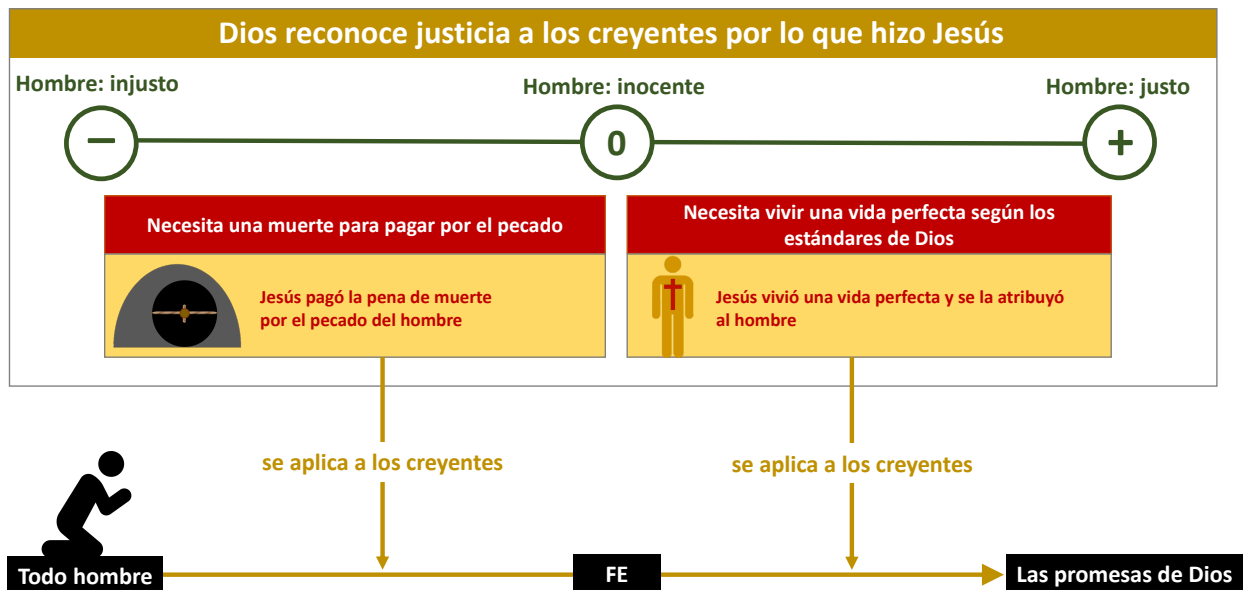 Dios reconoce justicia a los creyentes por lo que hizo Jesús
Hombre: injusto
Hombre: inocente
Hombre: justo
−
0
+
Necesita una muerte para pagar por el pecado
Jesús pagó la pena de muerte
por el pecado del hombre
Necesita vivir una vida perfecta según los
estándares de Dios
Jesús vivió una vida perfecta y se la atribuyó
al hombre
se aplica a los creyentes
se aplica a los creyentes
Todo hombre
FE
Las promesas de Dios